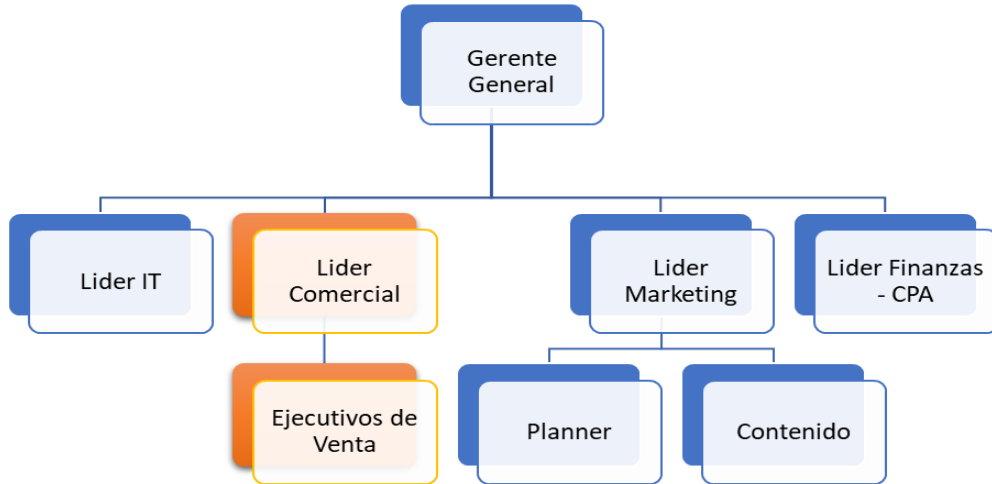 Gerente
General
Lider IT
Lider
Comercial
Lider
Marketing
Lider Finanzas
- CPA
Ejecutivos de
Venta
Planner
Contenido